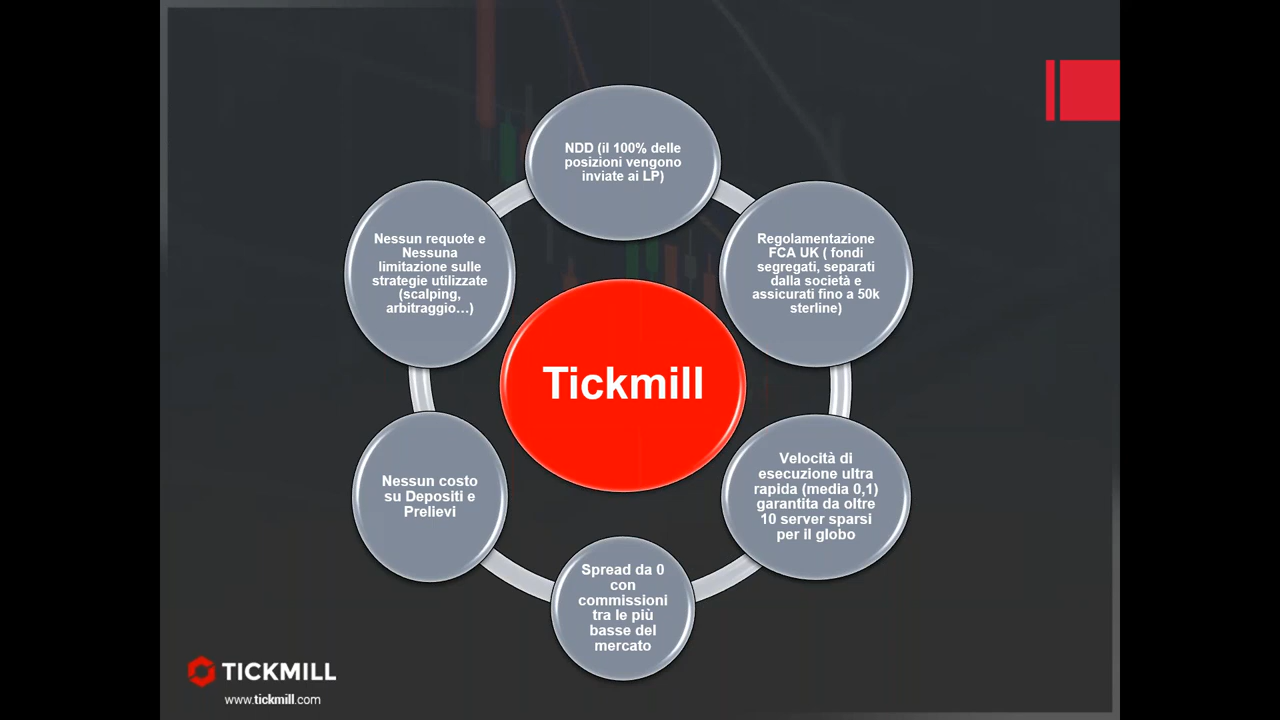 NDD (il 100% delle
posizioni vengono
inviate ai LP)
Regolamentazione
FCA UK ( fondi
segregati, separati
dalla società e
assicurati fino a 50k
sterline)
Velocità di
esecuzione ultra
rapida (media 0,1)
garantita da oltre
10 server sparsi
per il globo
Spread da 0
con
commissioni
tra le più
basse del
mercato
Nessun costo
su Depositi e
Prelievi
Nessun requote e
Nessuna
limitazione sulle
strategie utilizzate
(scalping,
arbitraggio...)
Tickmill
TICKMILL
www.tickmill.com